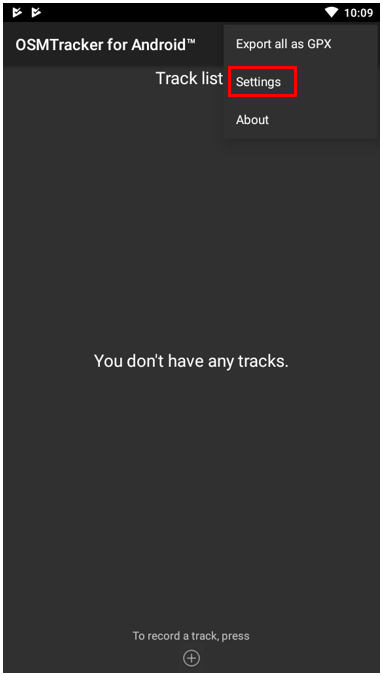 10:09
OSMTracker for Android™
Export all as GPX
Track list
Settings
About
You don't have any tracks.
To record a track, press